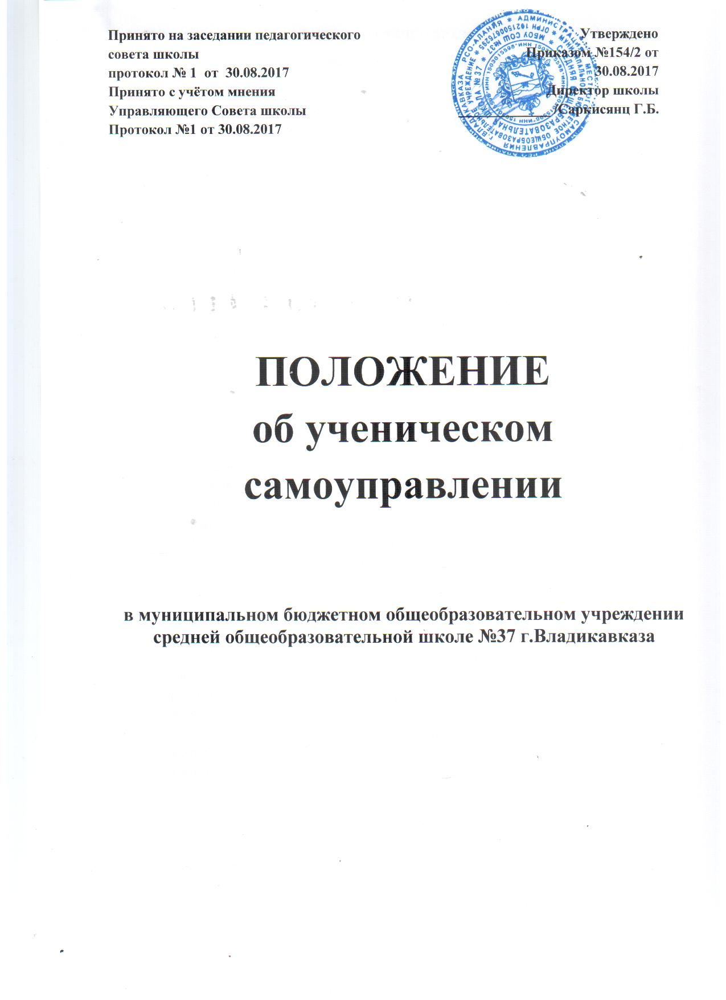 Принято на заседании педагогического
совета школы
протокол № 1 от 30.08.2017
Принято с учётом мнения
Управляющего Совета школы
Протокол №1 от 30.08.2017
Утверждено
Приказом №154/2 от
30.08.2017
Директор школы
/Саркисянц Г.Б.
ПОЛОЖЕНИЕ
об ученическом
самоуправлении
в муниципальном бюджетном общеобразовательном учреждении
средней общеобразовательной школе №37 г.Владикавказа